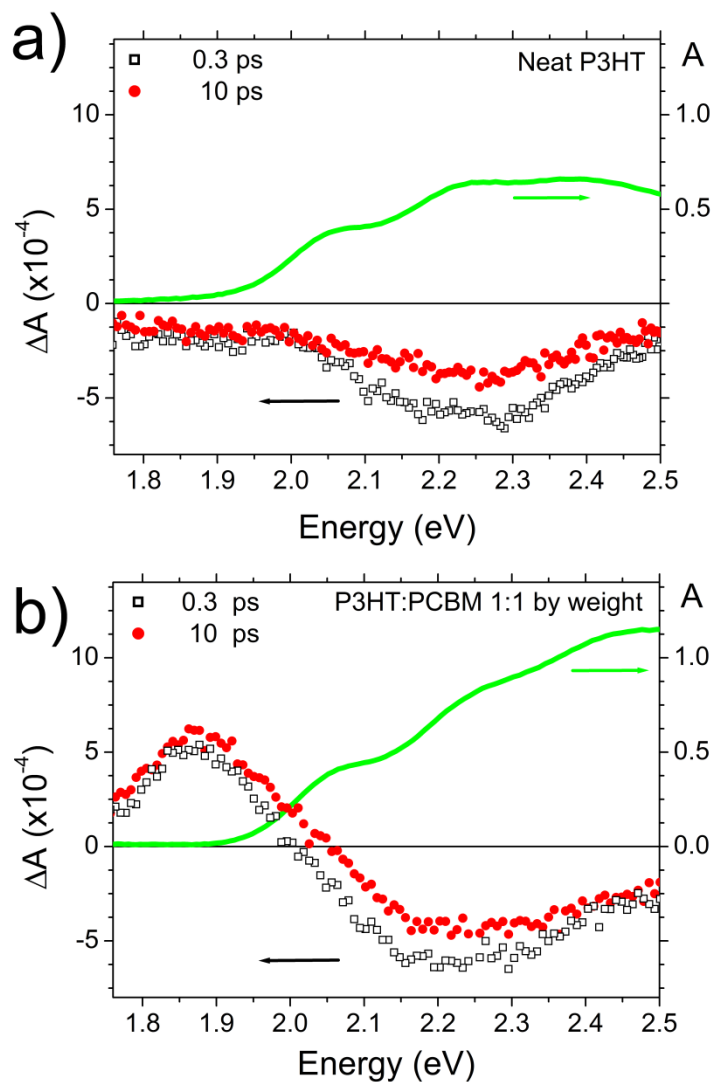 a)
0.3 ps
10 ps
Neat P3HT
A
10
5
0
-5
1.0
0.5
0.0
ΔA (x10⁻⁴)
1.8 1.9 2.0 2.1 2.2 2.3 2.4 2.5
Energy (eV)
b)
0.3 ps
10 ps
P3HT:PCBM 1:1 by weight
A
10
5
0
-5
1.0
0.5
0.0
ΔA (x10⁻⁴)
1.8 1.9 2.0 2.1 2.2 2.3 2.4 2.5
Energy (eV)